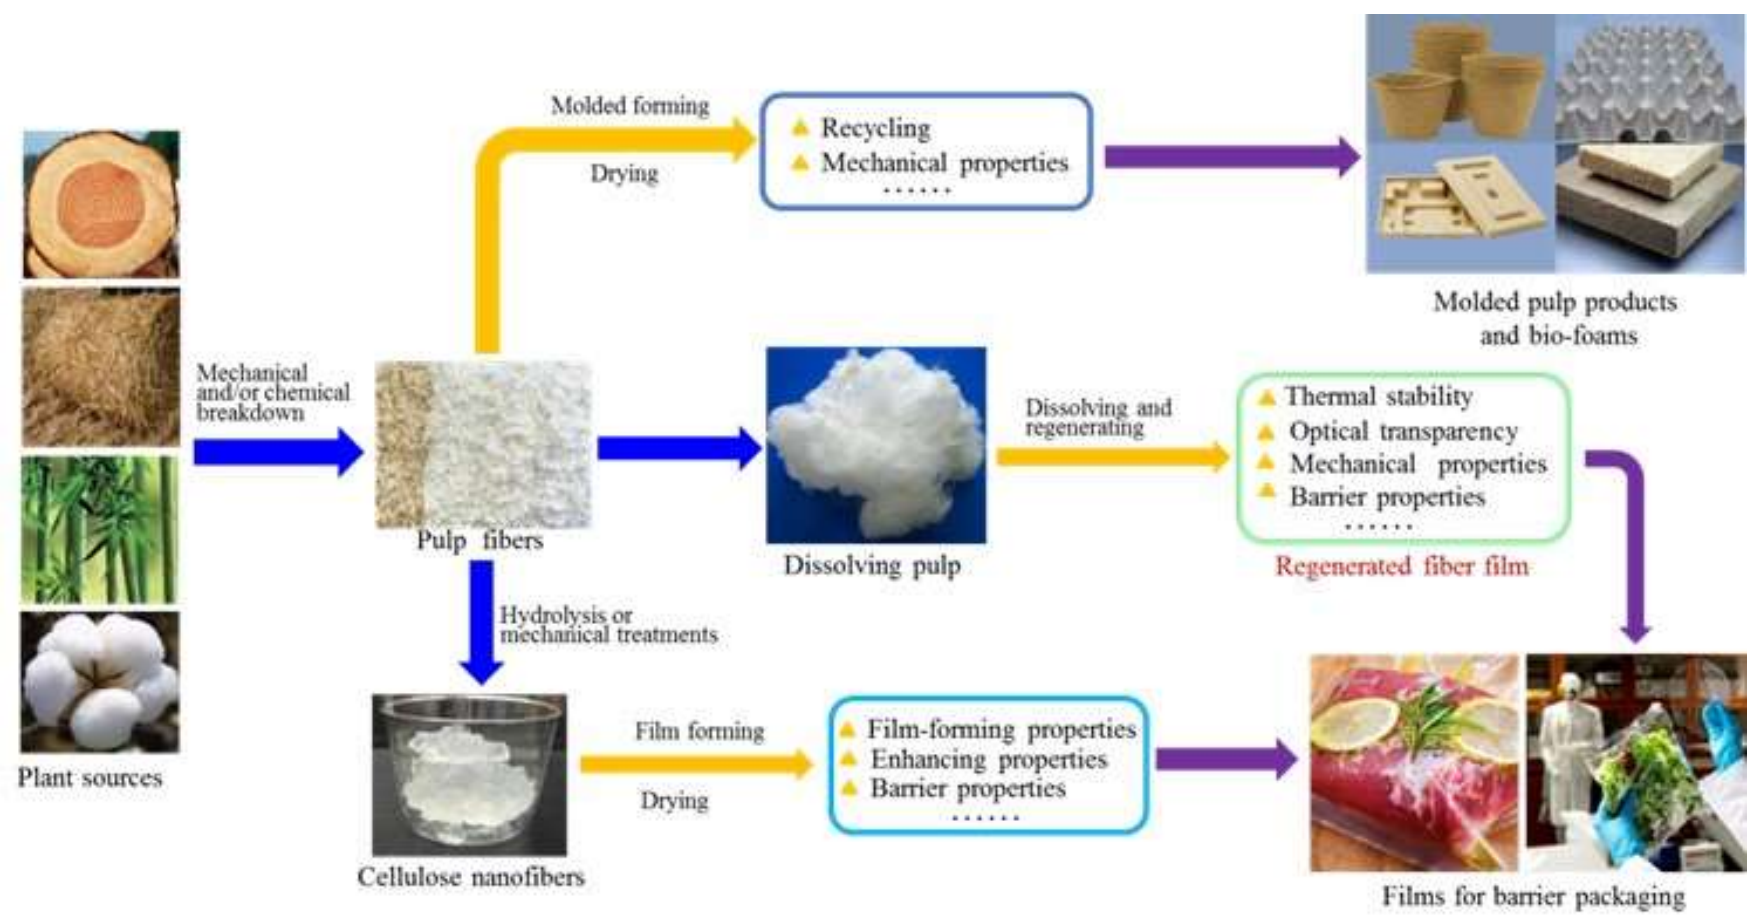 Molded forming
Drying
Recycling
Mechanical properties
......
Molded pulp products
and bio-foams
Mechanical
and/or chemical
breakdown
Pulp fibers
Dissolving pulp
Dissolving and
regenerating
Thermal stability
Optical transparency
Mechanical properties
Barrier properties
......
Regenerated fiber film
Hydrolysis or
mechanical treatments
Plant sources
Cellulose nanofibers
Film forming
Drying
Film-forming properties
Enhancing properties
Barrier properties
......
Films for barrier packaging